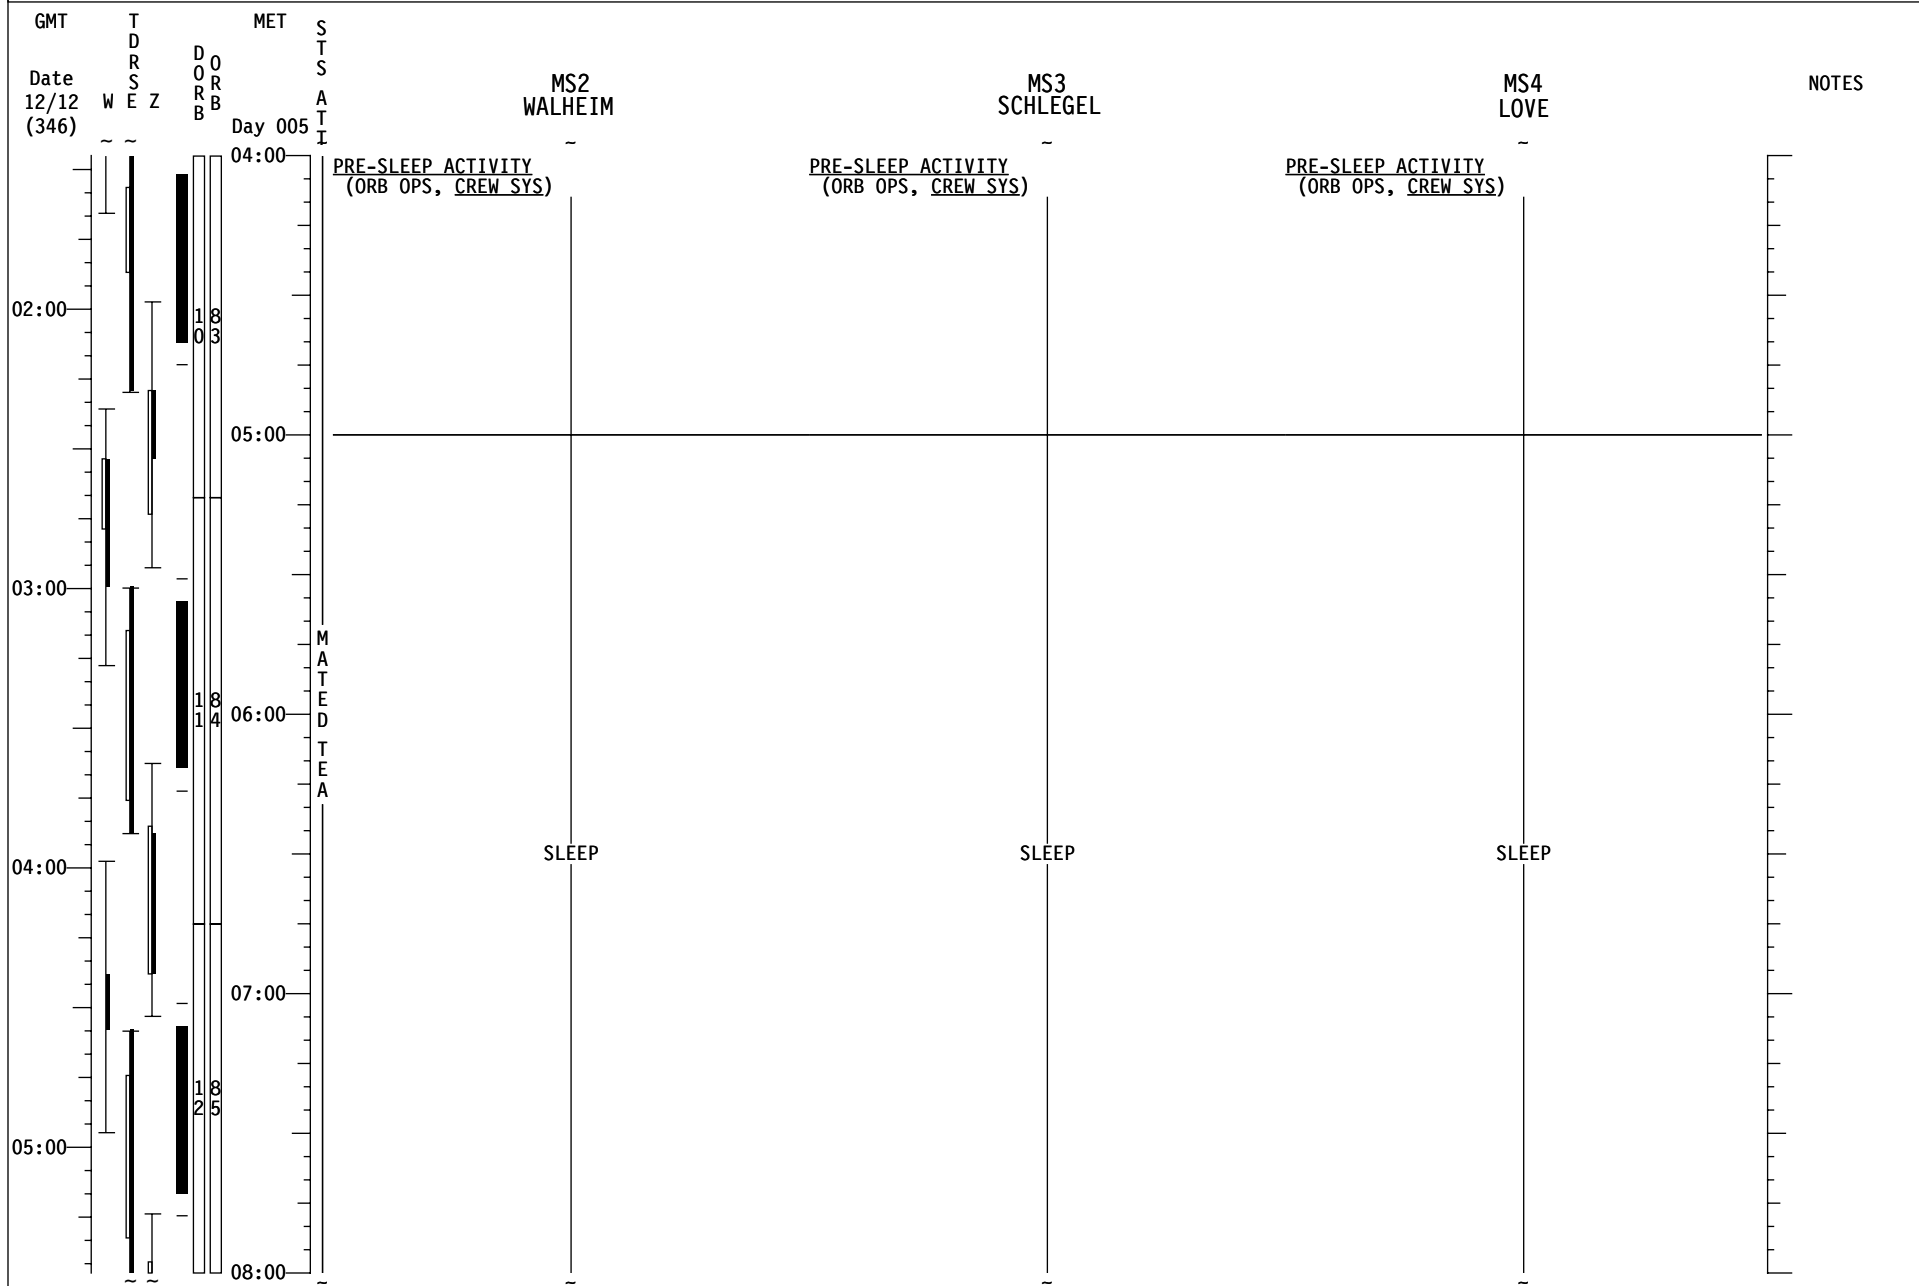 GMT
TDRS
MET
STS ATT
DORB
ORB
Date
12/12
(346)
W E Z
Day 005
MS2
WALHEIM
MS3
SCHLEGEL
MS4
LOVE
NOTES
~ ~ ~ ~ ~
04:00
PRE-SLEEP ACTIVITY
(ORB OPS, CREW SYS)
PRE-SLEEP ACTIVITY
(ORB OPS, CREW SYS)
PRE-SLEEP ACTIVITY
(ORB OPS, CREW SYS)
02:00
10 83
05:00
03:00
MATED TEA
11 84
06:00
SLEEP SLEEP SLEEP
04:00
07:00
12 85
05:00
08:00
~ ~ ~ ~ ~ ~